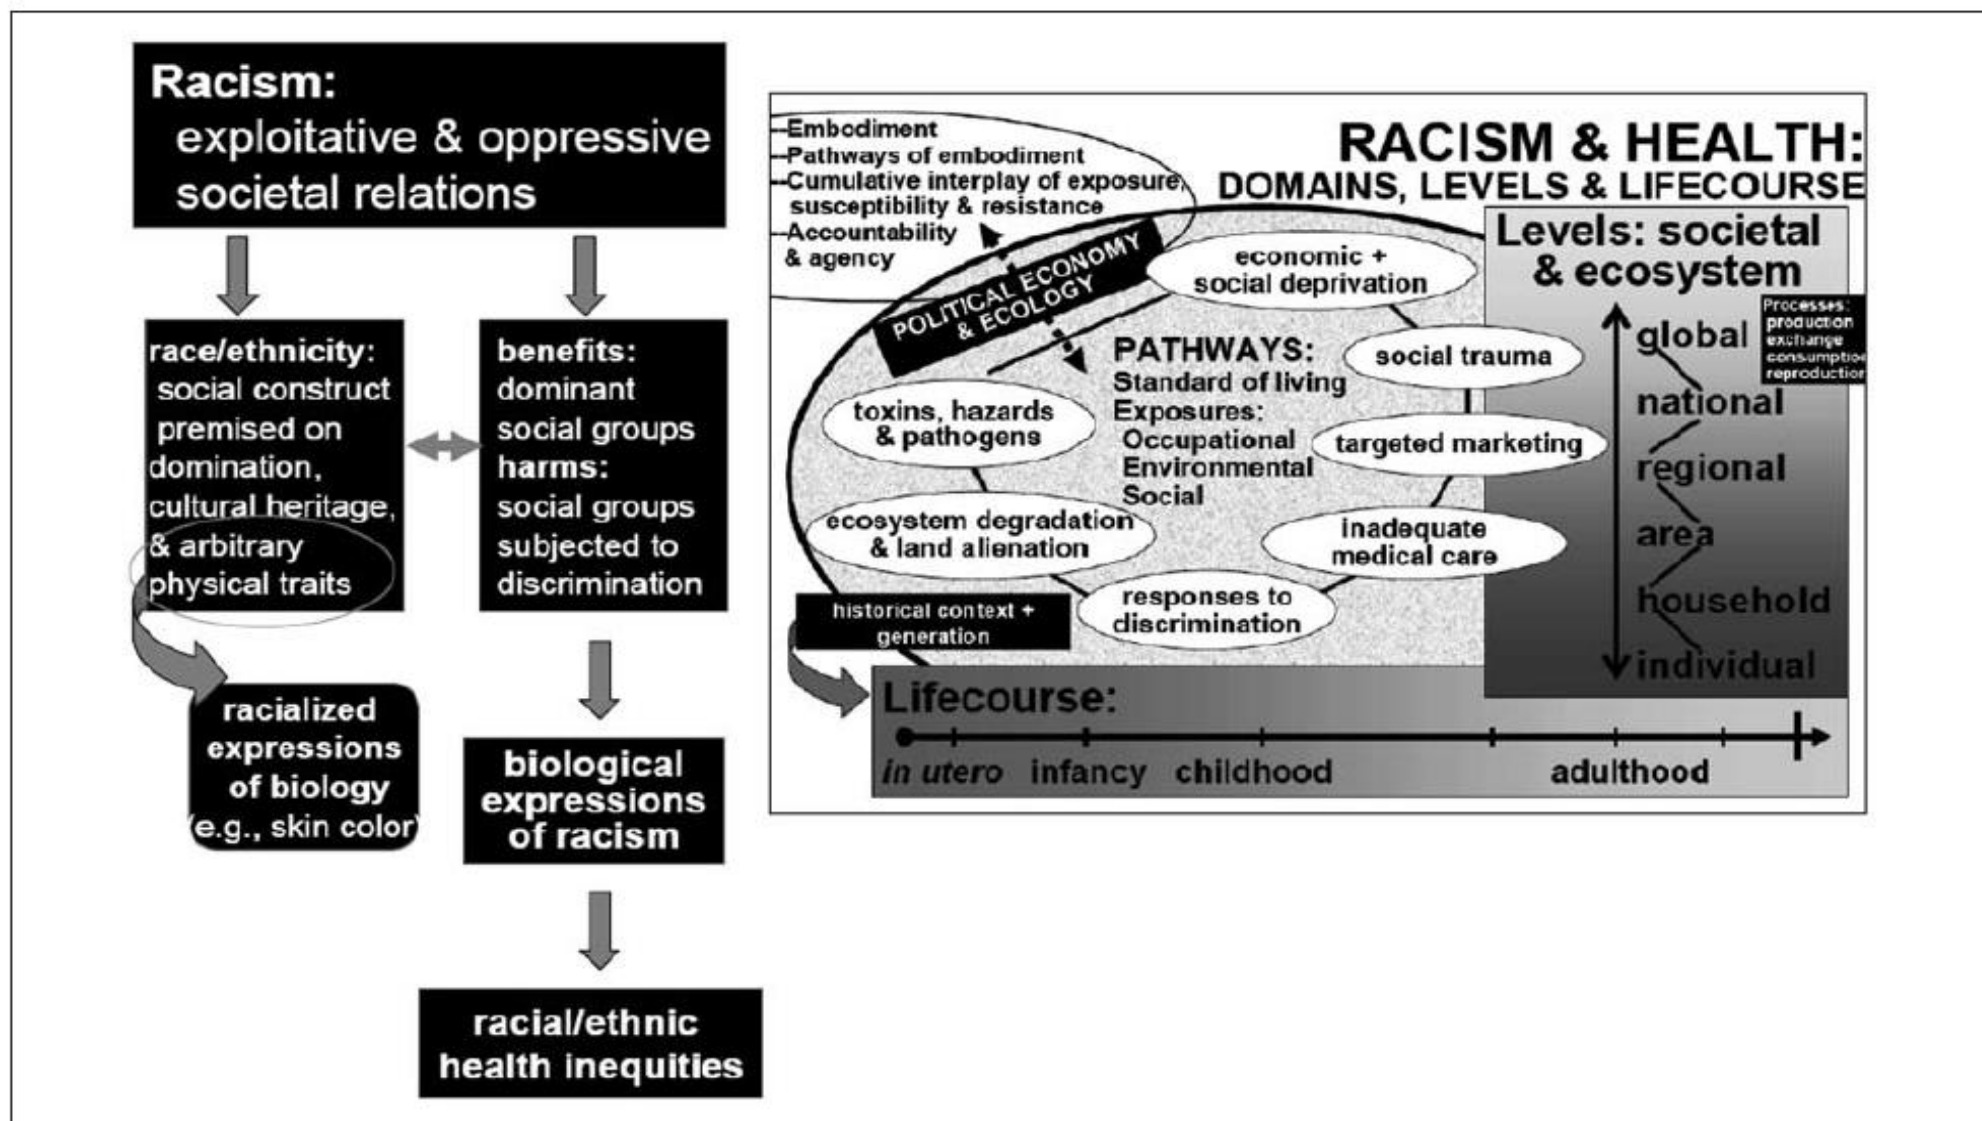 Racism:
exploitative & oppressive
societal relations
race/ethnicity:
social construct
premised on
domination,
cultural heritage,
& arbitrary
physical traits
benefits:
dominant
social groups
harms:
social groups
subjected to
discrimination
racialized
expressions
of biology
(e.g., skin color)
biological
expressions
of racism
racial/ethnic
health inequities
RACISM & HEALTH:
DOMAINS, LEVELS & LIFECOURSE
--Embodiment
--Pathways of embodiment
--Cumulative interplay of exposure,
susceptibility & resistance
--Accountability
& agency
POLITICAL ECONOMY
& ECOLOGY
economic +
social deprivation
social trauma
targeted marketing
inadequate
medical care
responses to
discrimination
ecosystem degradation
& land alienation
toxins, hazards
& pathogens
PATHWAYS:
Standard of living
Exposures:
Occupational
Environmental
Social
historical context +
generation
Levels: societal
& ecosystem
global
national
regional
area
household
individual
Processes:
production
exchange
consumption
reproduction
Lifecourse:
in utero infancy childhood adulthood